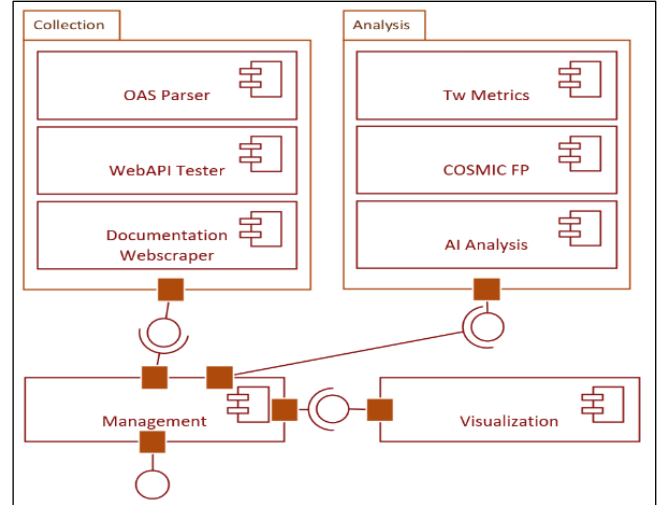 Collection
OAS Parser
WebAPI Tester
Documentation
Webscraper
Analysis
Tw Metrics
COSMIC FP
AI Analysis
Management
Visualization